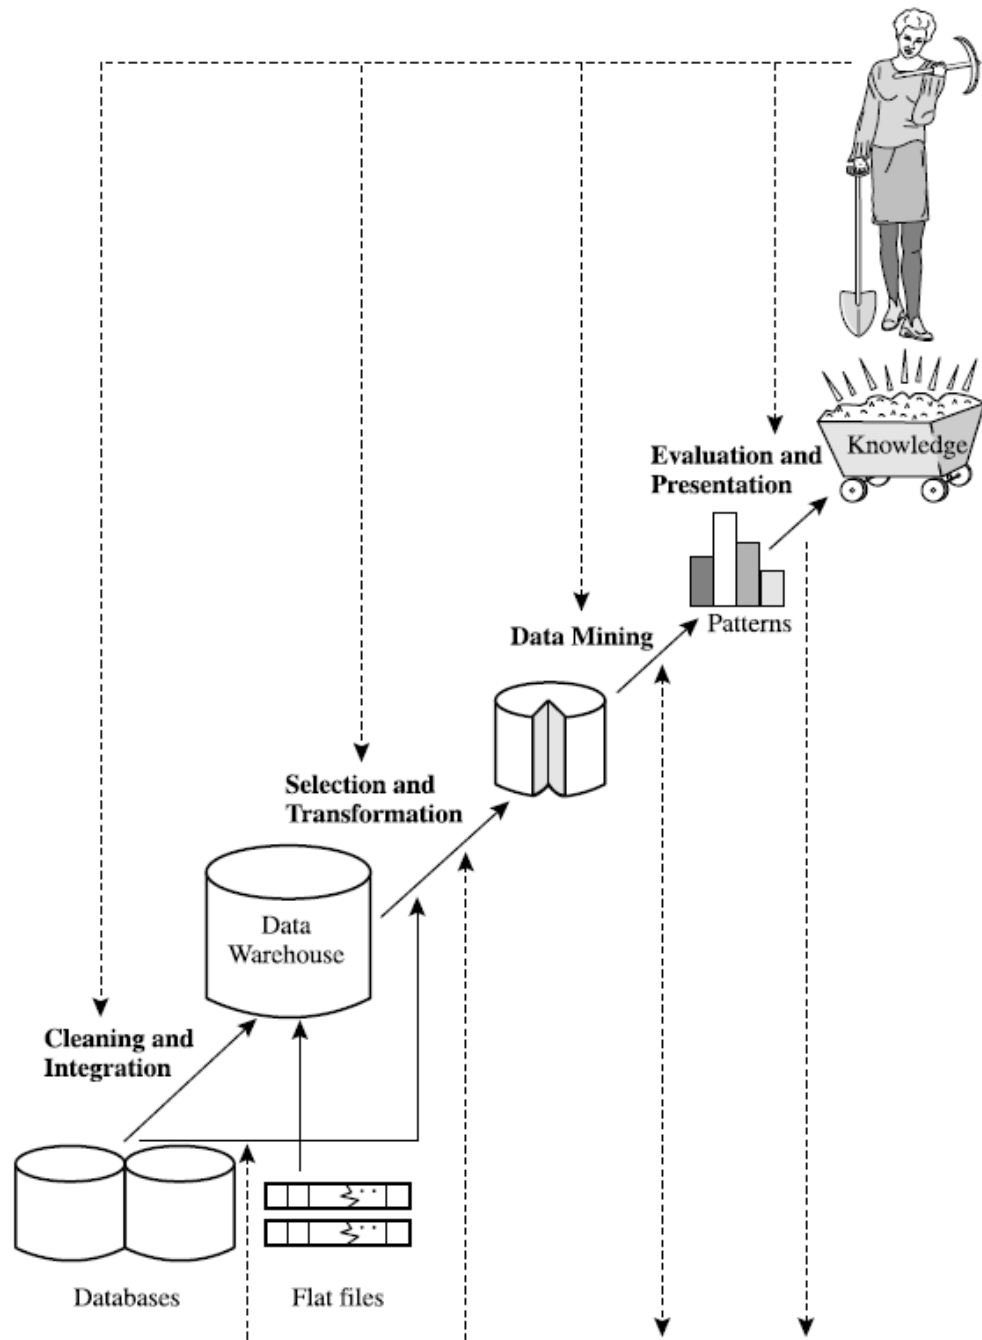 Knowledge
Evaluation and
Presentation
Patterns
Data Mining
Selection and
Transformation
Data
Warehouse
Cleaning and
Integration
Databases
Flat files